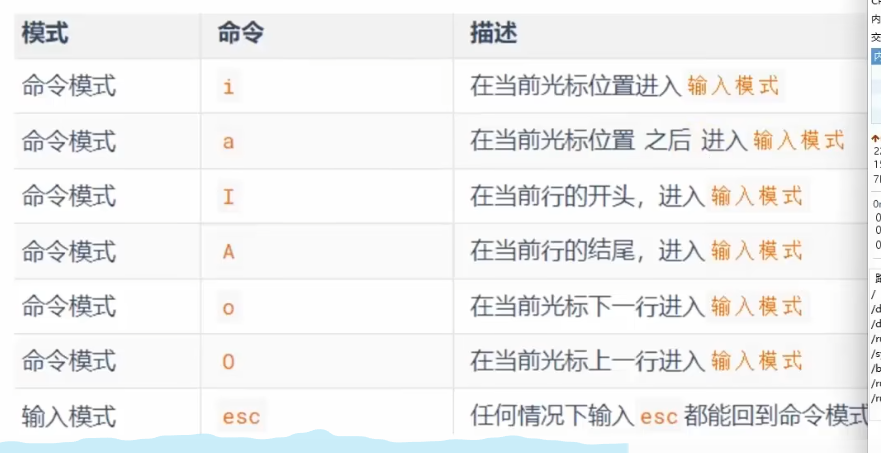 模式 命令 描述
命令模式 i 在当前光标位置进入 输入模式
命令模式 a 在当前光标位置 之后 进入 输入模式
命令模式 I 在当前行的开头，进入 输入模式
命令模式 A 在当前行的结尾，进入 输入模式
命令模式 o 在当前光标下一行进入 输入模式
命令模式 O 在当前光标上一行进入 输入模式
输入模式 esc 任何情况下输入 esc 都能回到命令模式
内
交
内
/